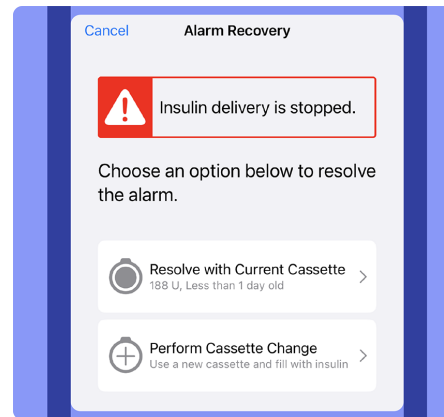 Cancel
Alarm Recovery
Insulin delivery is stopped.
Choose an option below to resolve
the alarm.
Resolve with Current Cassette
188 U, Less than 1 day old
Perform Cassette Change
Use a new cassette and fill with insulin